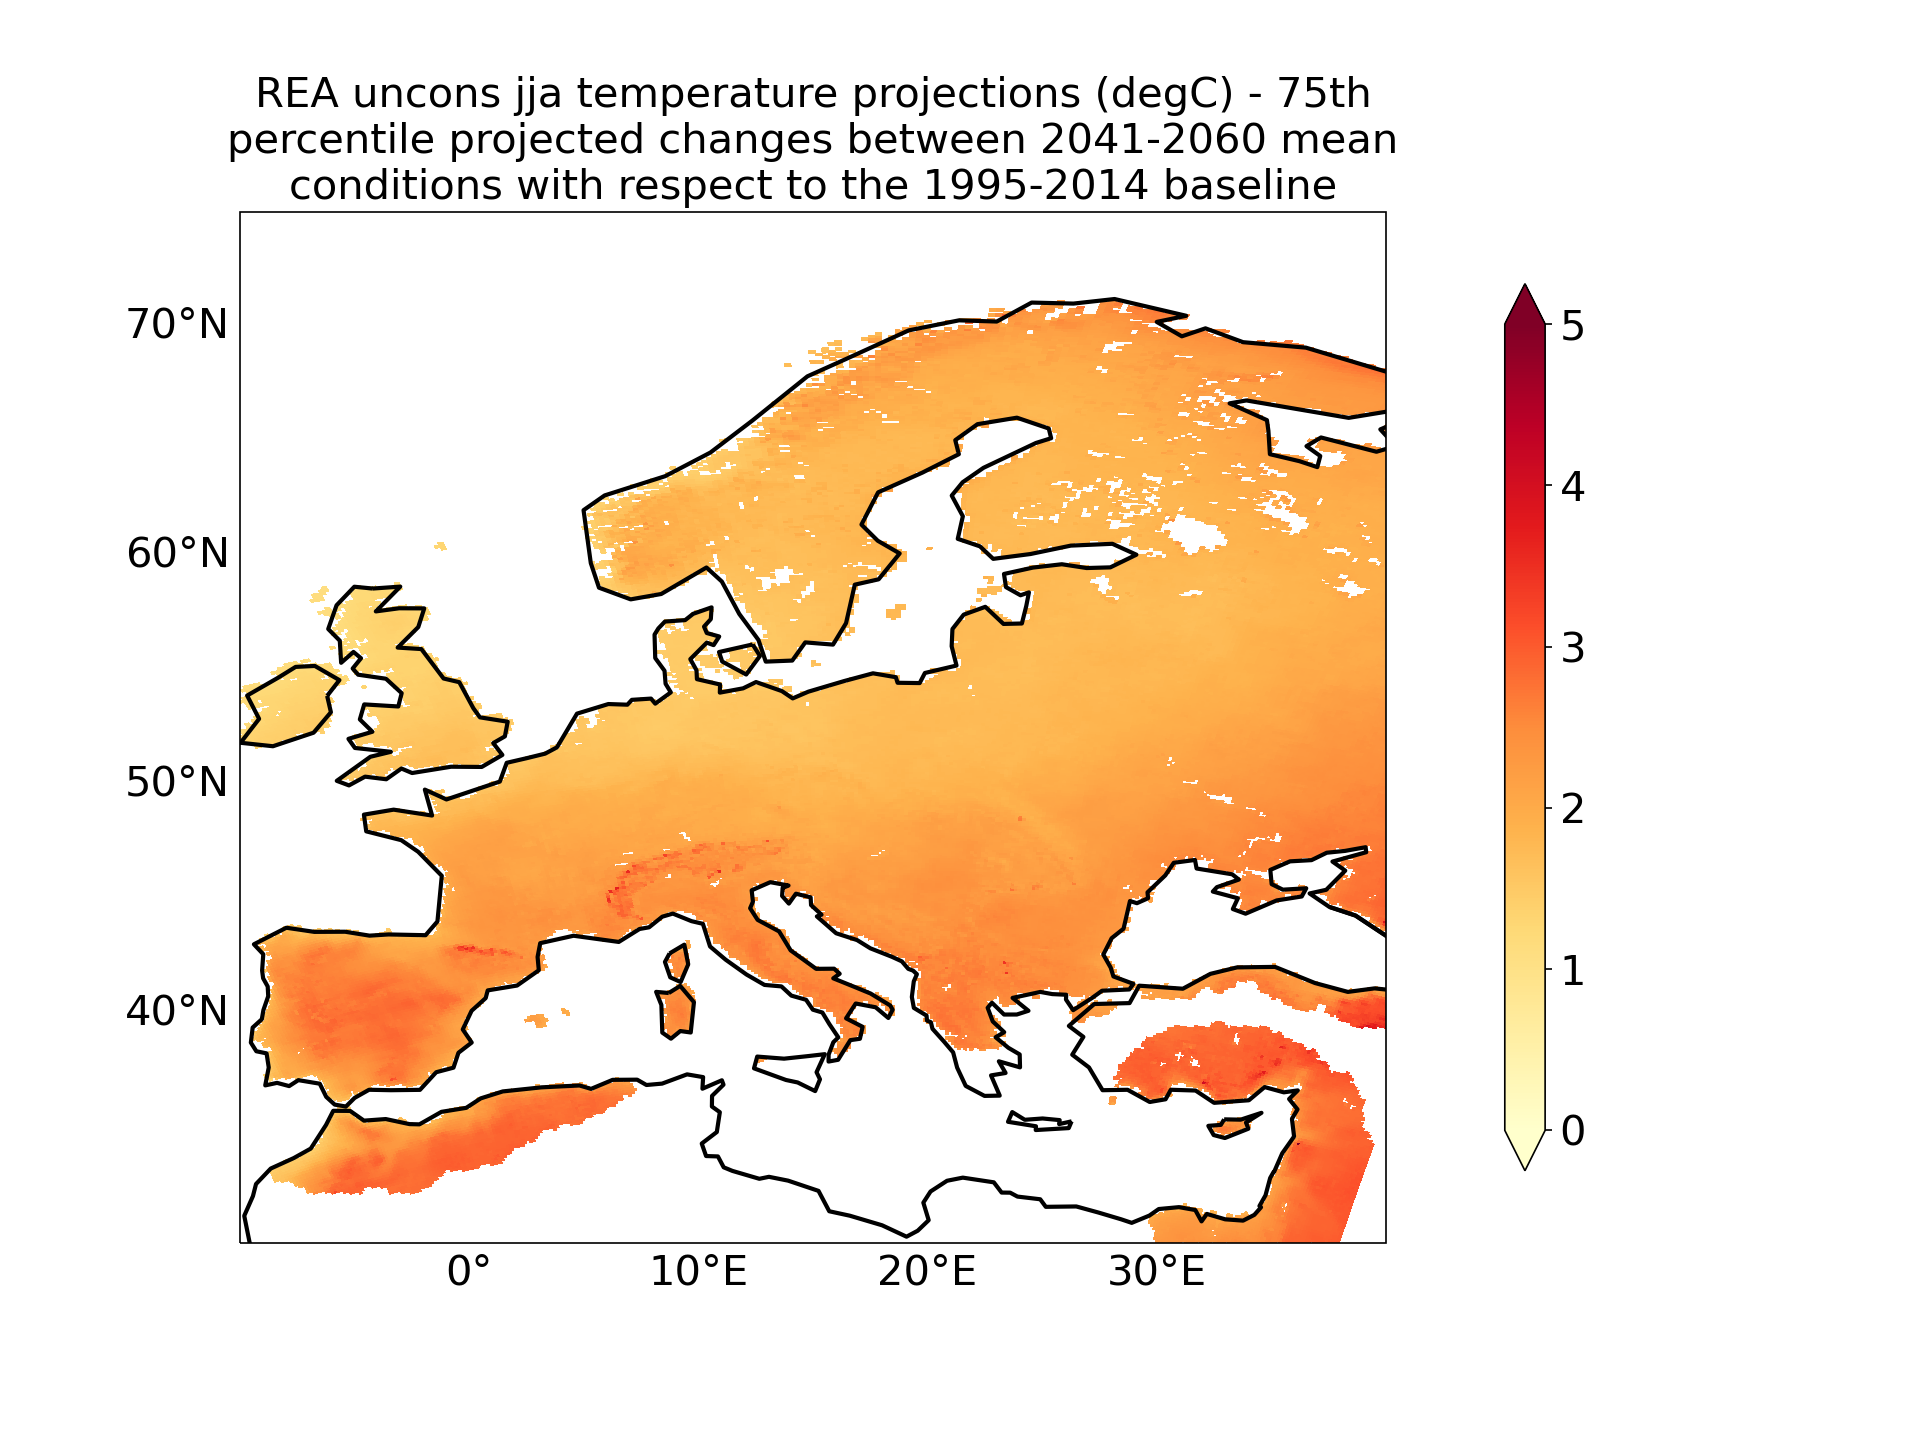 REA uncons jja temperature projections (degC) - 75th
percentile projected changes between 2041-2060 mean
conditions with respect to the 1995-2014 baseline
70°N
60°N
50°N
40°N
0°
10°E
20°E
30°E
5
4
3
2
1
0